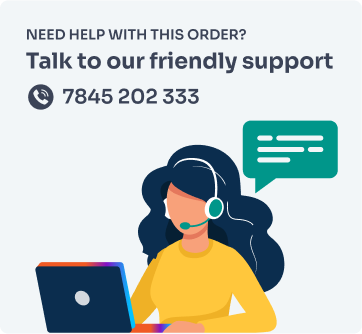 NEED HELP WITH THIS ORDER?
Talk to our friendly support
7845 202 333